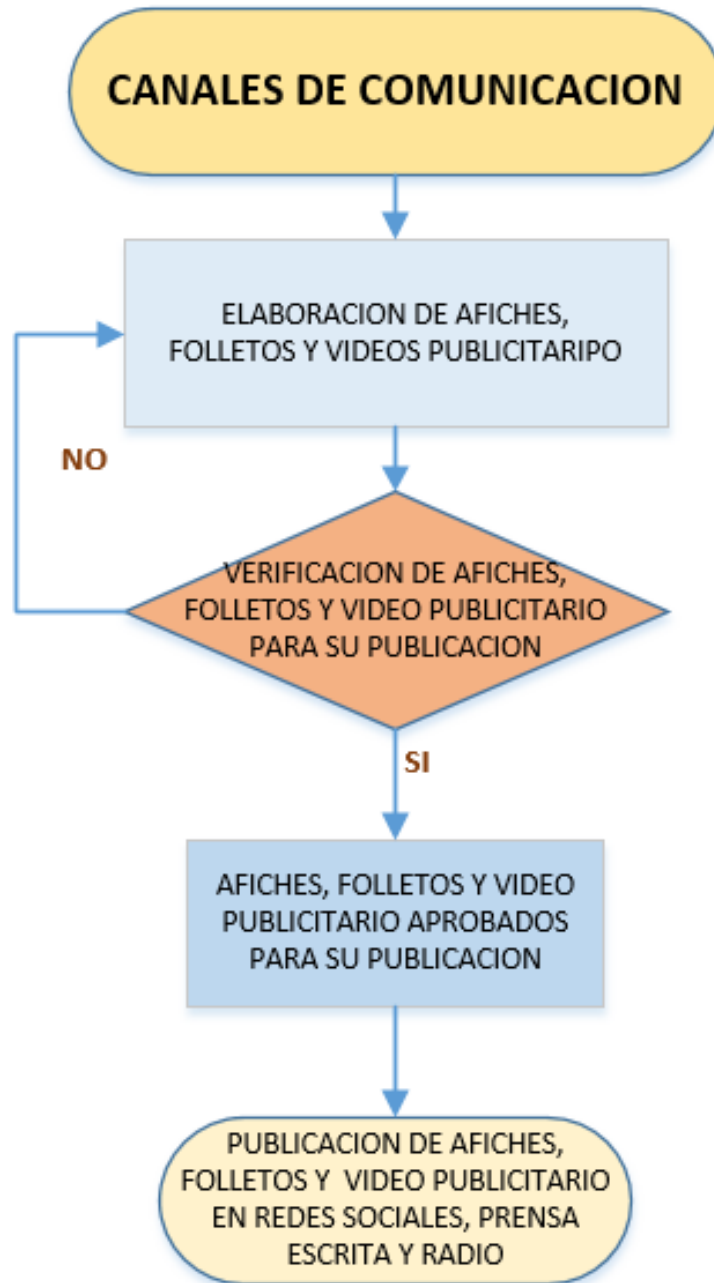 CANALES DE COMUNICACION
ELABORACION DE AFICHES,
FOLLETOS Y VIDEOS PUBLICITARIPO
NO
VERIFICACION DE AFICHES,
FOLLETOS Y VIDEO PUBLICITARIO
PARA SU PUBLICACION
SI
AFICHES, FOLLETOS Y VIDEO
PUBLICITARIO APROBADOS
PARA SU PUBLICACION
PUBLICACION DE AFICHES,
FOLLETOS Y VIDEO PUBLICITARIO
EN REDES SOCIALES, PRENSA
ESCRITA Y RADIO